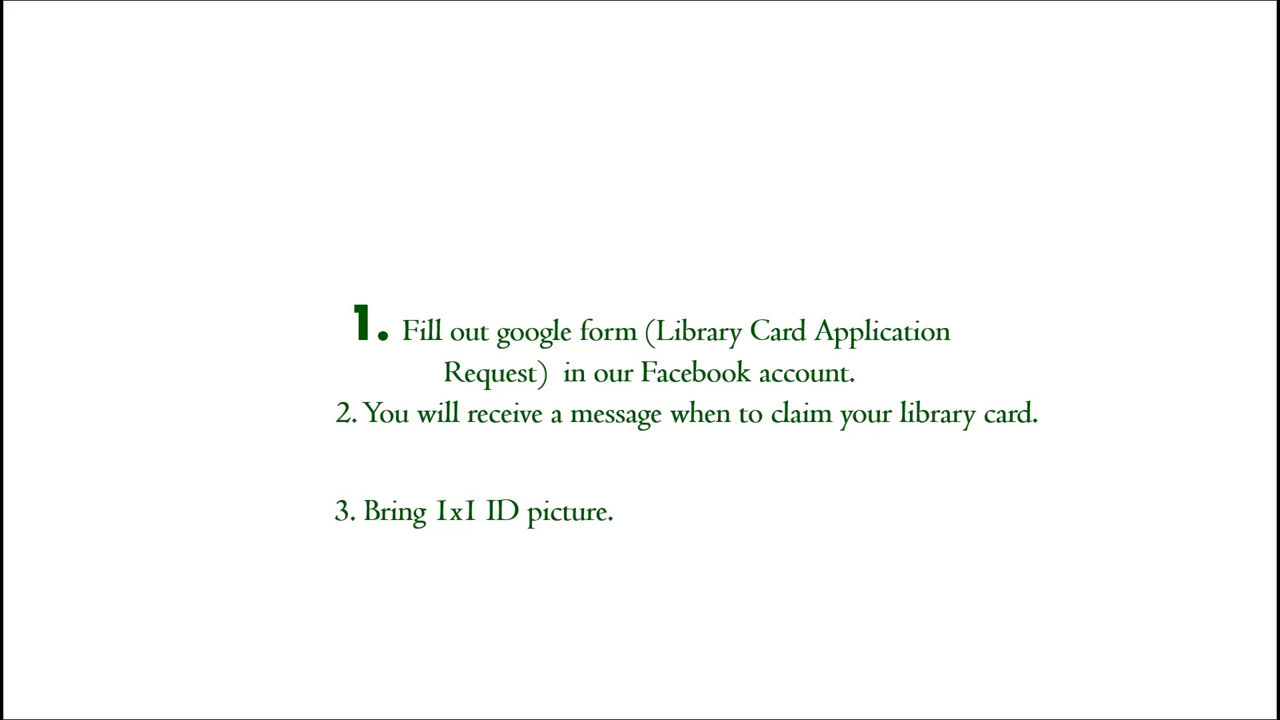 1. Fill out google form (Library Card Application
Request) in our Facebook account.
2. You will receive a message when to claim your library card.
3. Bring 1x1 ID picture.